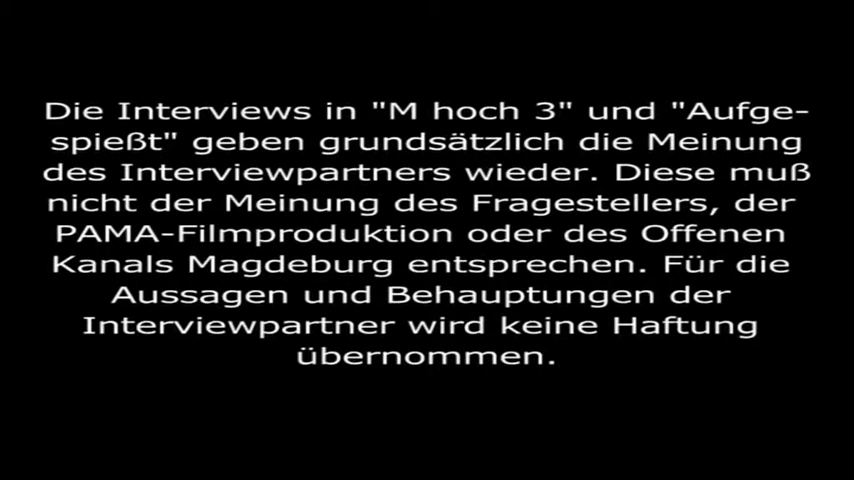 Die Interviews in "M hoch 3" und "Aufge-
spießt" geben grundsätzlich die Meinung
des Interviewpartners wieder. Diese muß
nicht der Meinung des Fragestellers, der
PAMA-Filmproduktion oder des Offenen
Kanals Magdeburg entsprechen. Für die
Aussagen und Behauptungen der
Interviewpartner wird keine Haftung
übernommen.